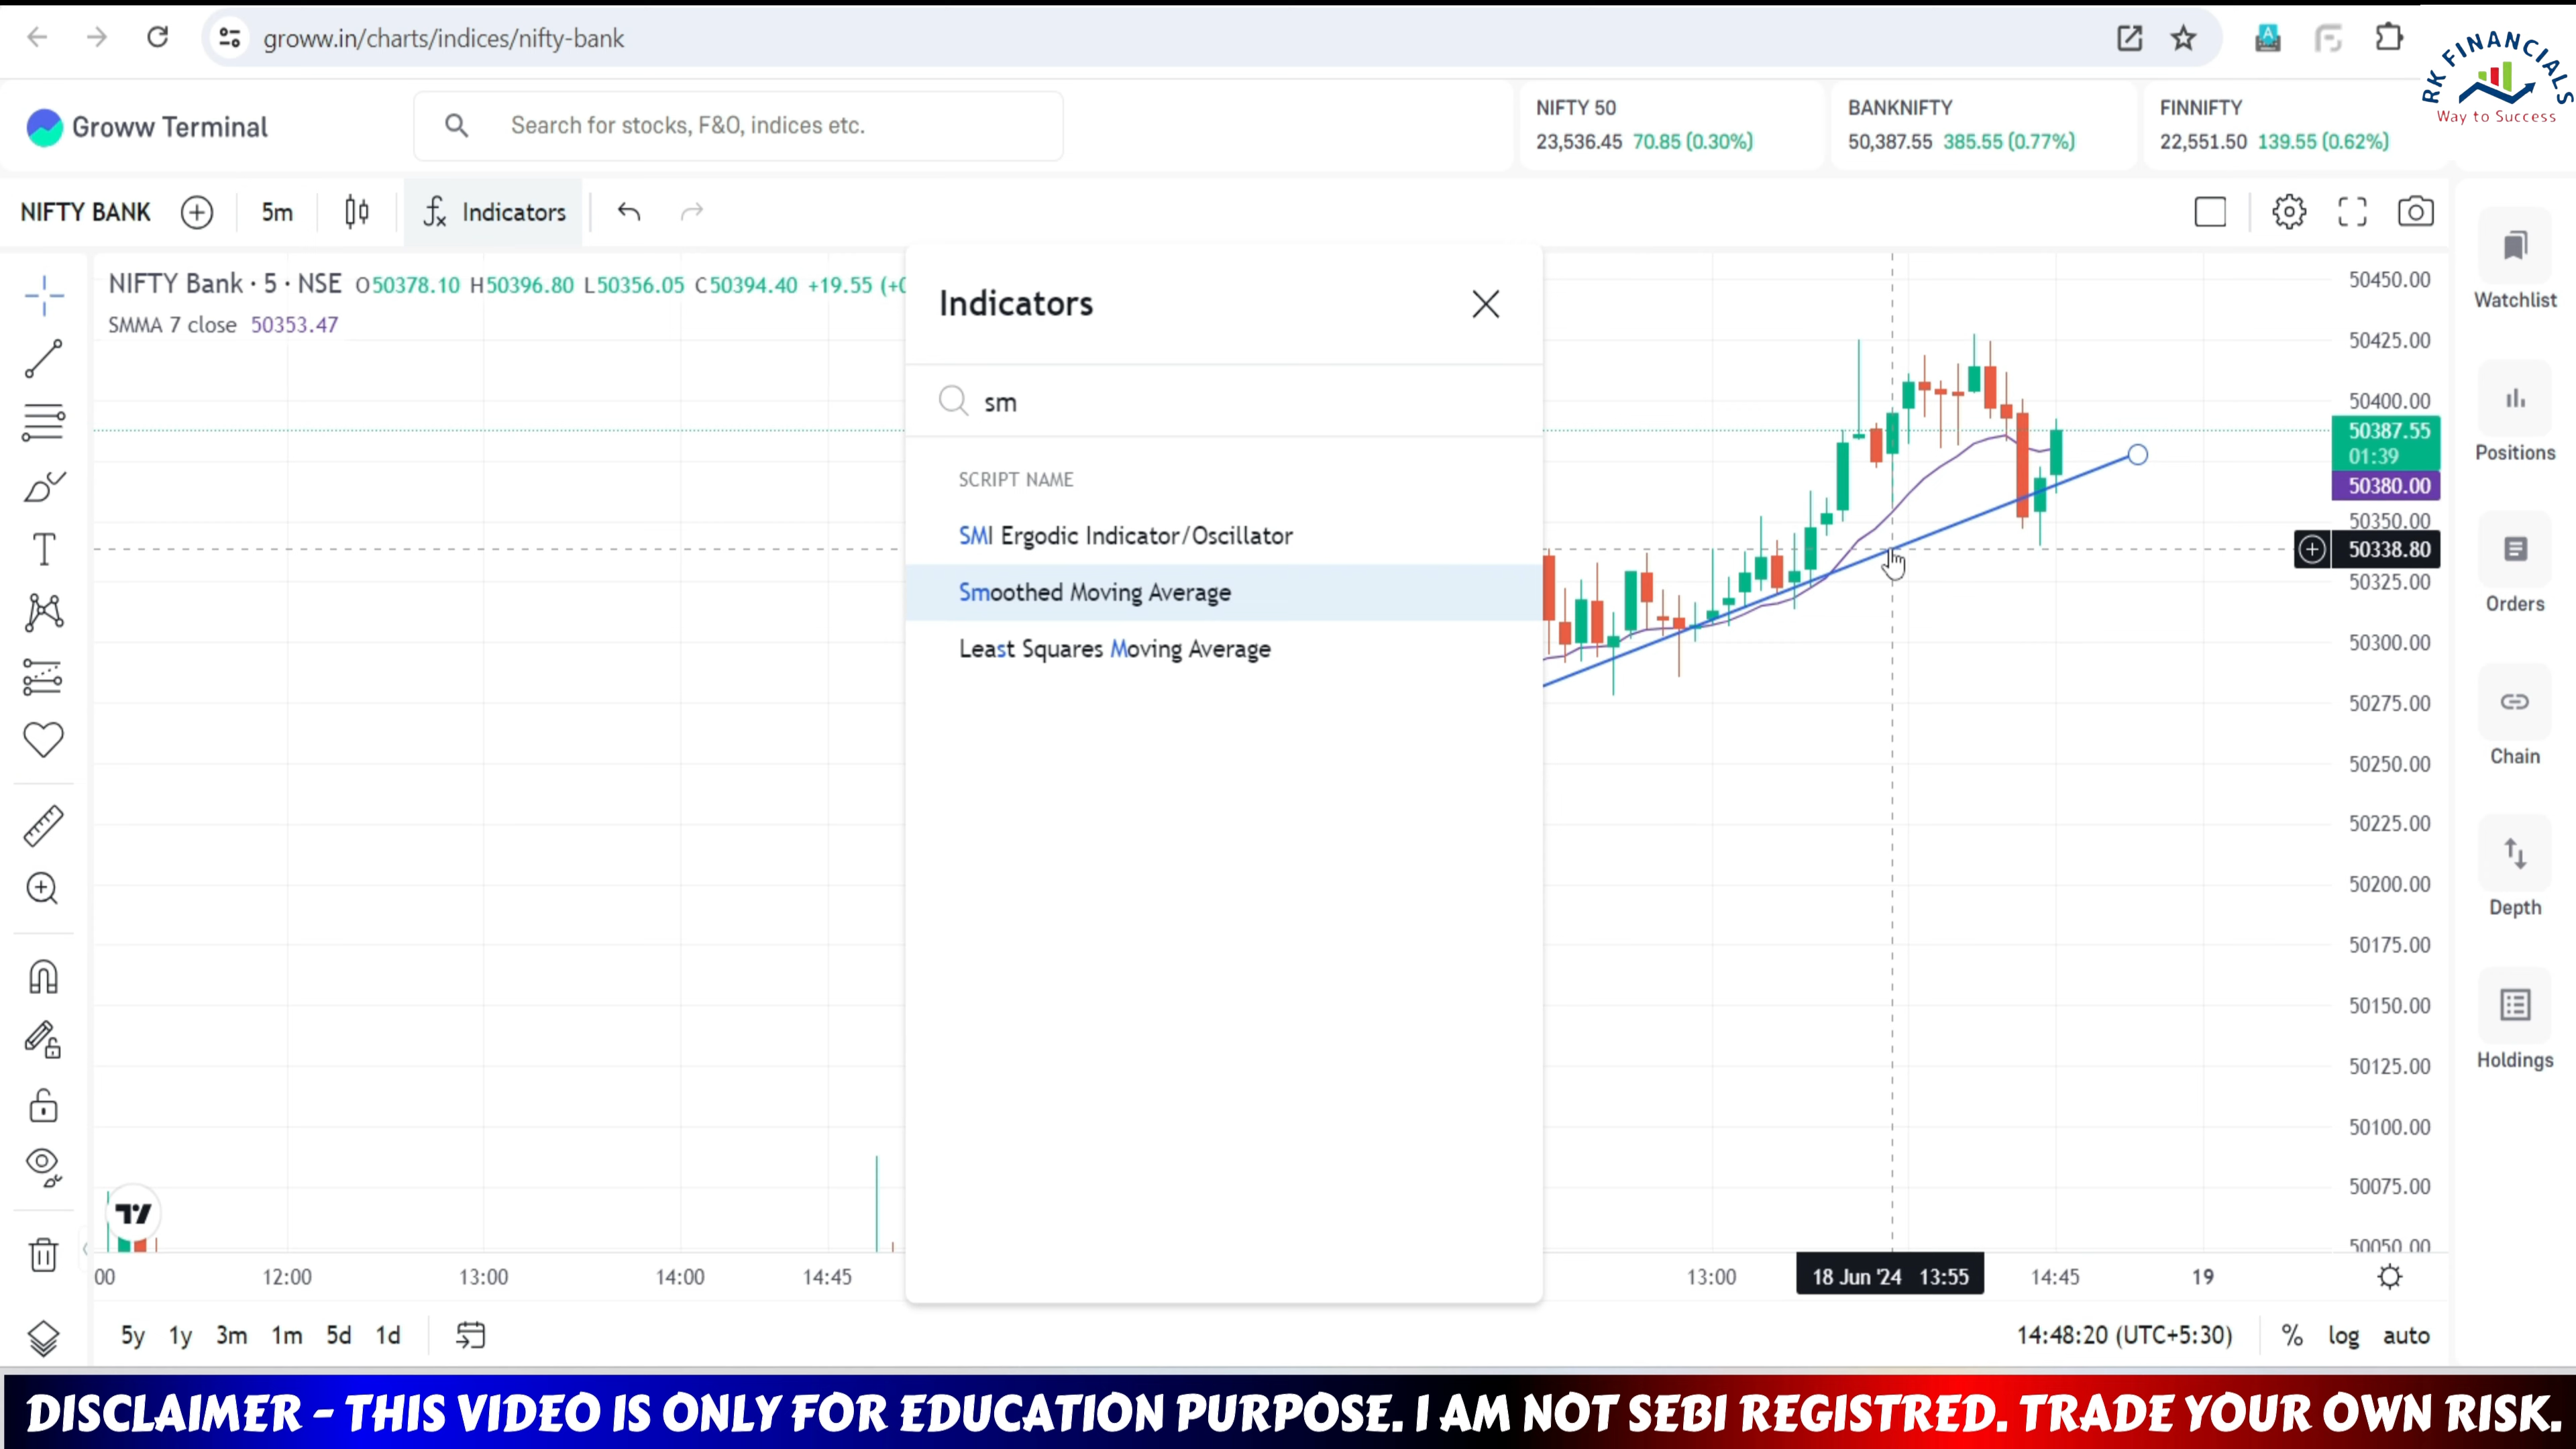 groww.in/charts/indices/nifty-bank
RK FINANCIALS
Way to Success
Groww Terminal
Search for stocks, F&O, indices etc.
NIFTY 50
23,536.45 70.85 (0.30%)
BANKNIFTY
50,387.55 385.55 (0.77%)
FINNIFTY
22,551.50 139.55 (0.62%)
NIFTY BANK
5m
Indicators
NIFTY Bank · 5 · NSE O50378.10 H50396.80 L50356.05 C50394.40 +19.55
SMMA 7 close 50353.47
Indicators
sm
SCRIPT NAME
SMI Ergodic Indicator/Oscillator
Smoothed Moving Average
Least Squares Moving Average
50450.00
50425.00
50400.00
50387.55
01:39
50380.00
50350.00
50338.80
50325.00
50300.00
50275.00
50250.00
50225.00
50200.00
50175.00
50150.00
50125.00
50100.00
50075.00
50050.00
Watchlist
Positions
Orders
Chain
Depth
Holdings
00
12:00
13:00
14:00
14:45
13:00
18 Jun '24 13:55
14:45
19
5y 1y 3m 1m 5d 1d
14:48:20 (UTC+5:30)
% log auto
DISCLAIMER - THIS VIDEO IS ONLY FOR EDUCATION PURPOSE. I AM NOT SEBI REGISTRED. TRADE YOUR OWN RISK.